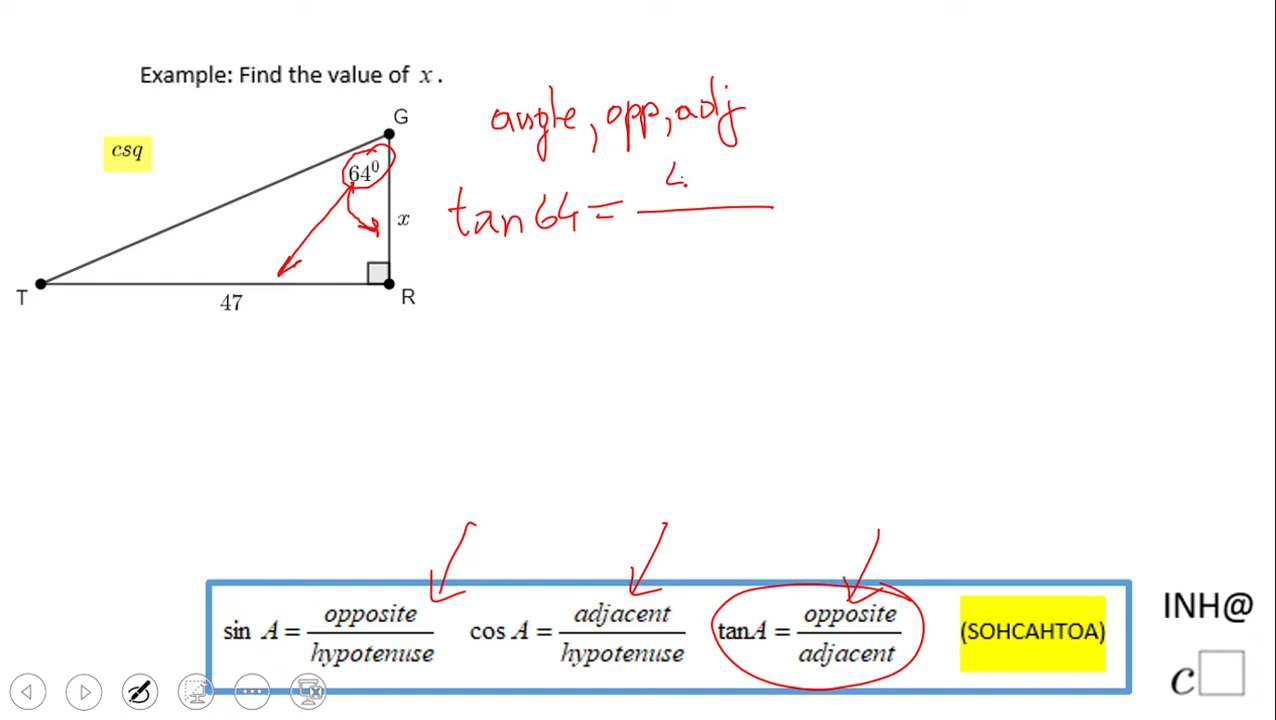 Example: Find the value of x.
G
angle, opp, adj
csq
64⁰
tan 64 =
x
T
47
R
sin A = opposite / hypotenuse
cos A = adjacent / hypotenuse
tan A = opposite / adjacent
(SOHCAHTOA)
INH@
c